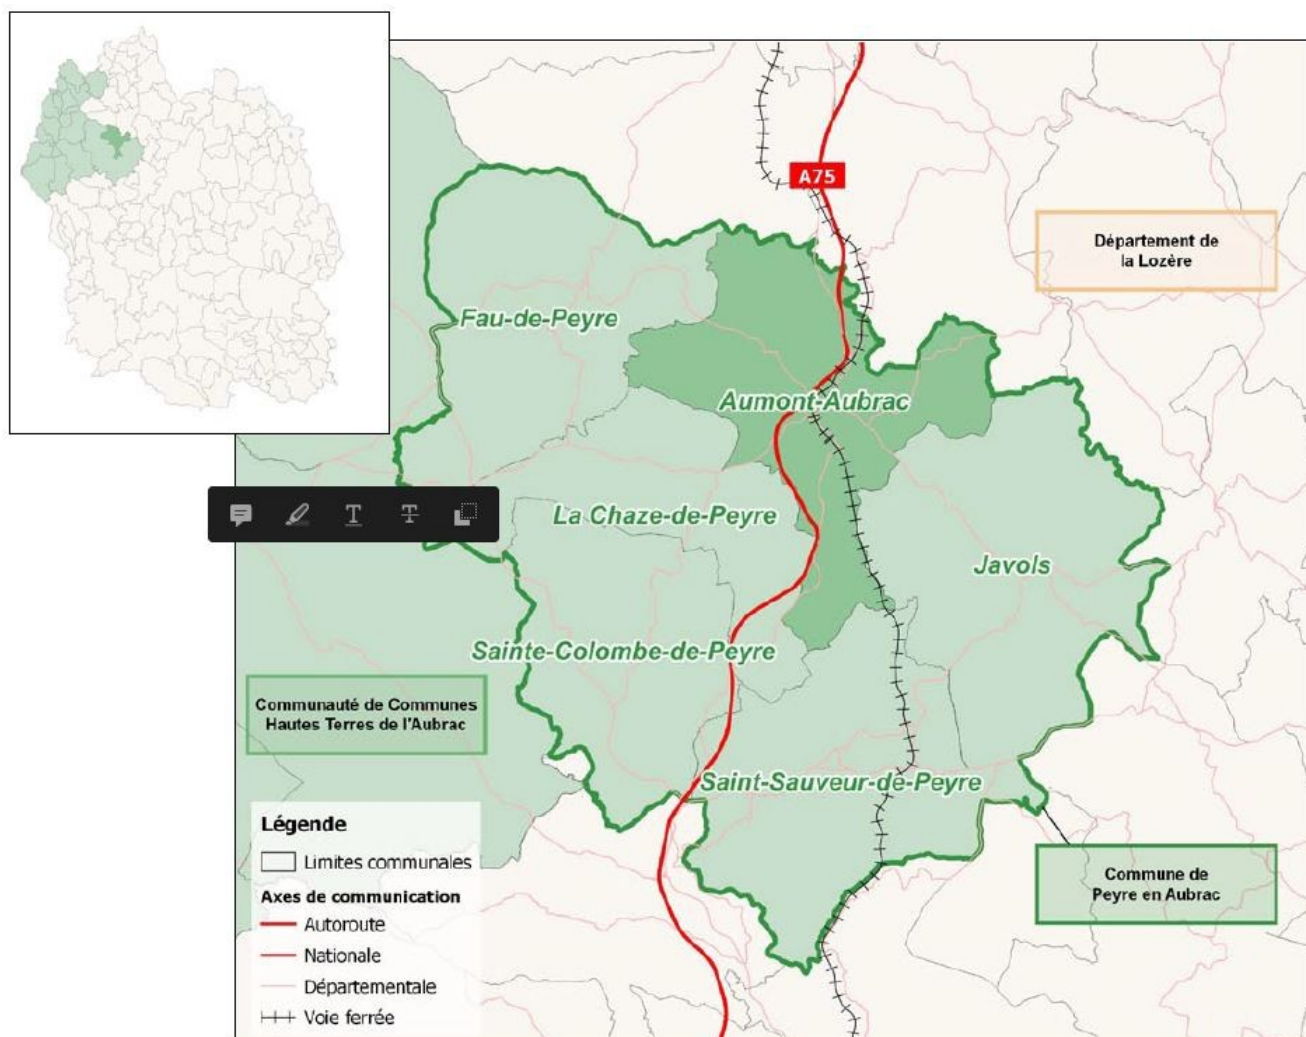 A75
Département de
la Lozère
Fau-de-Peyre
Aumont-Aubrac
La Chaze-de-Peyre
Javols
Sainte-Colombe-de-Peyre
Communauté de Communes
Hautes Terres de l'Aubrac
Saint-Sauveur-de-Peyre
Légende
Limites communales
Axes de communication
Autoroute
Nationale
Départementale
Voie ferrée
Commune de
Peyre en Aubrac